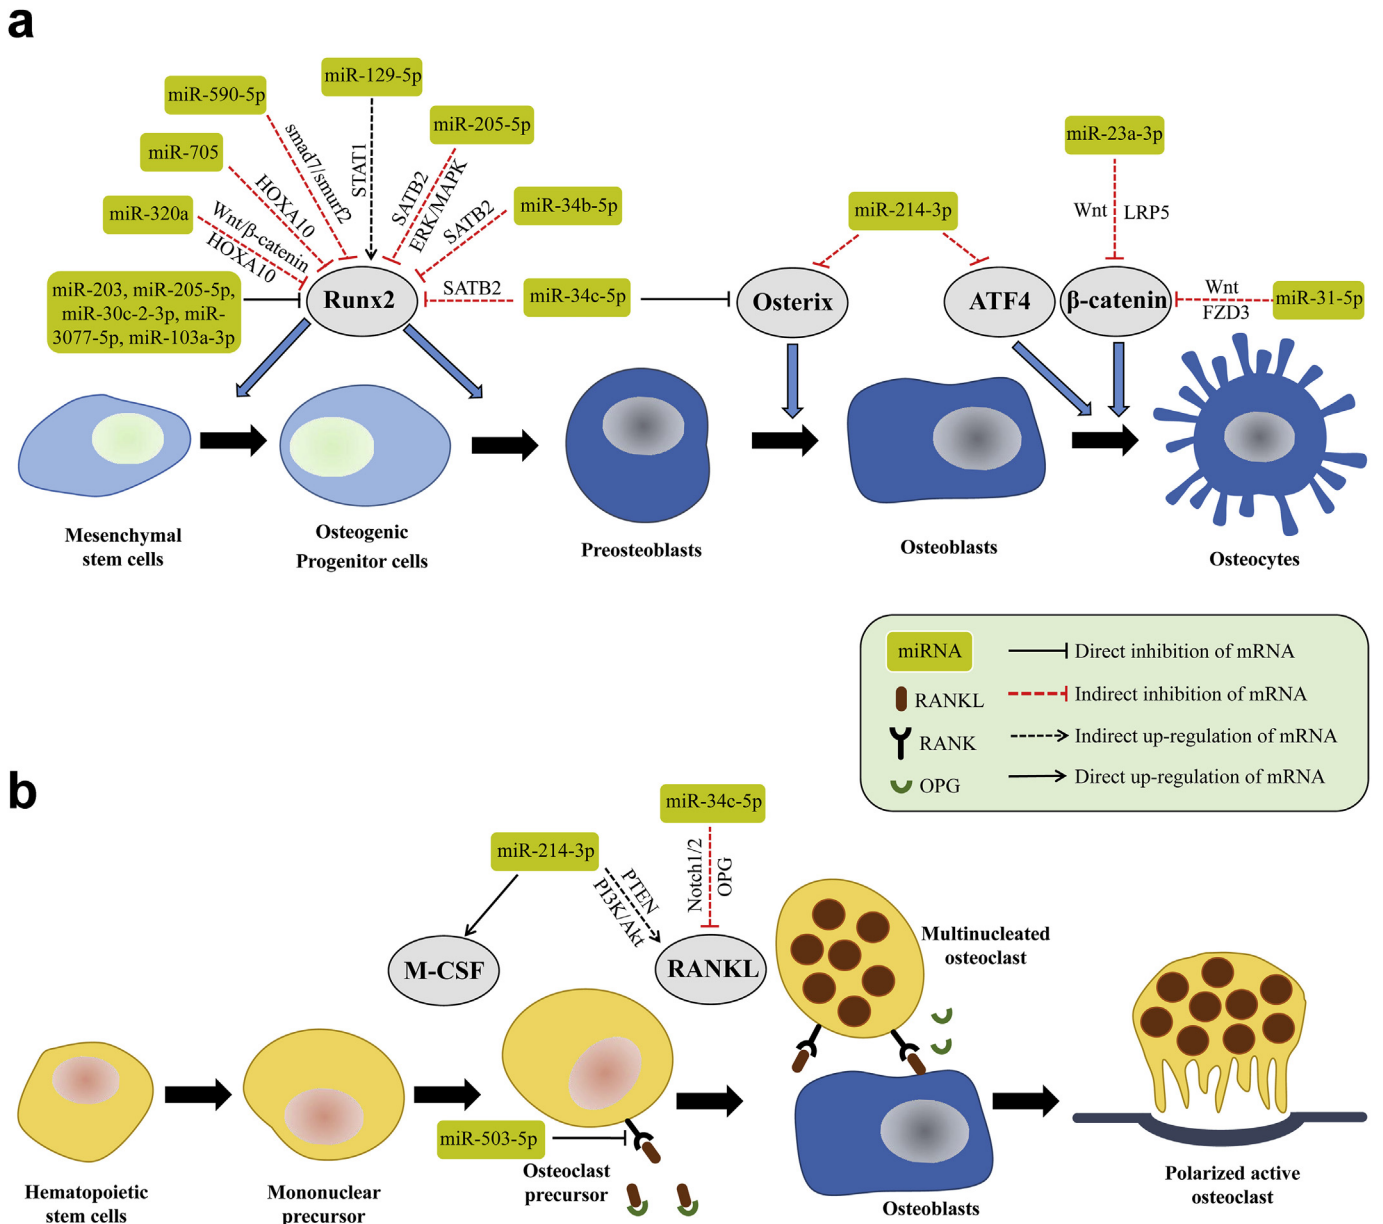 a
miR-129-5p
miR-590-5p
miR-205-5p
miR-23a-3p
miR-705
miR-320a
miR-34b-5p
miR-214-3p
smad7/smurf2
STAT1
SATB2
ERK/MAPK
HOXA10
SATB2
Wnt/β-catenin
HOXA10
Wnt
LRP5
miR-203, miR-205-5p,
miR-30c-2-3p, miR-
3077-5p, miR-103a-3p
Runx2
SATB2
miR-34c-5p
Osterix
ATF4
β-catenin
Wnt
FZD3
miR-31-5p
Mesenchymal
stem cells
Osteogenic
Progenitor cells
Preosteoblasts
Osteoblasts
Osteocytes
miRNA
Direct inhibition of mRNA
RANKL
Indirect inhibition of mRNA
RANK
Indirect up-regulation of mRNA
OPG
Direct up-regulation of mRNA
b
miR-34c-5p
miR-214-3p
PTEN
PI3K/Akt
Notch1/2
OPG
M-CSF
RANKL
Multinucleated
osteoclast
miR-503-5p
Osteoclast
precursor
Hematopoietic
stem cells
Mononuclear
precursor
Osteoblasts
Polarized active
osteoclast